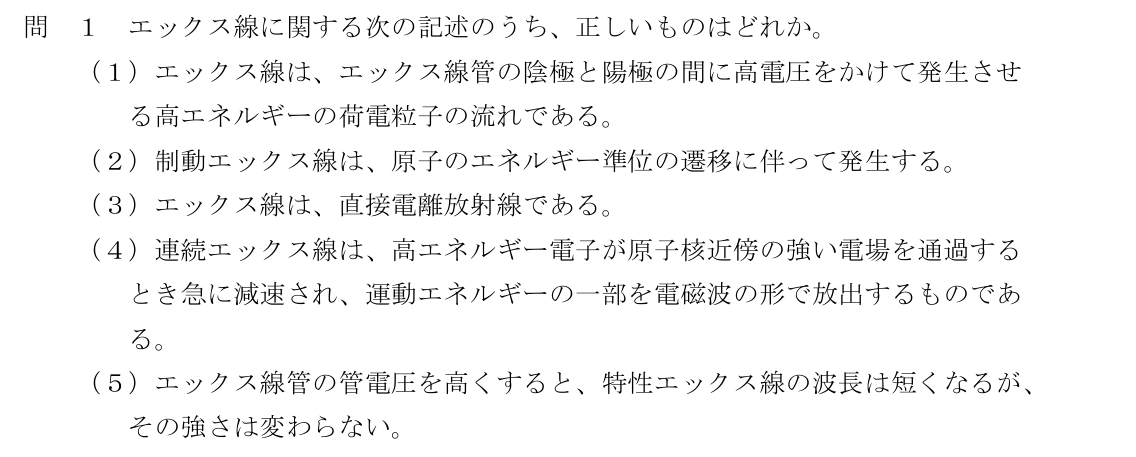 問　１　エックス線に関する次の記述のうち、正しいものはどれか。
（１）エックス線は、エックス線管の陰極と陽極の間に高電圧をかけて発生させ
る高エネルギーの荷電粒子の流れである。
（２）制動エックス線は、原子のエネルギー準位の遷移に伴って発生する。
（３）エックス線は、直接電離放射線である。
（４）連続エックス線は、高エネルギー電子が原子核近傍の強い電場を通過する
とき急に減速され、運動エネルギーの一部を電磁波の形で放出するものであ
る。
（５）エックス線管の管電圧を高くすると、特性エックス線の波長は短くなるが、
その強さは変わらない。